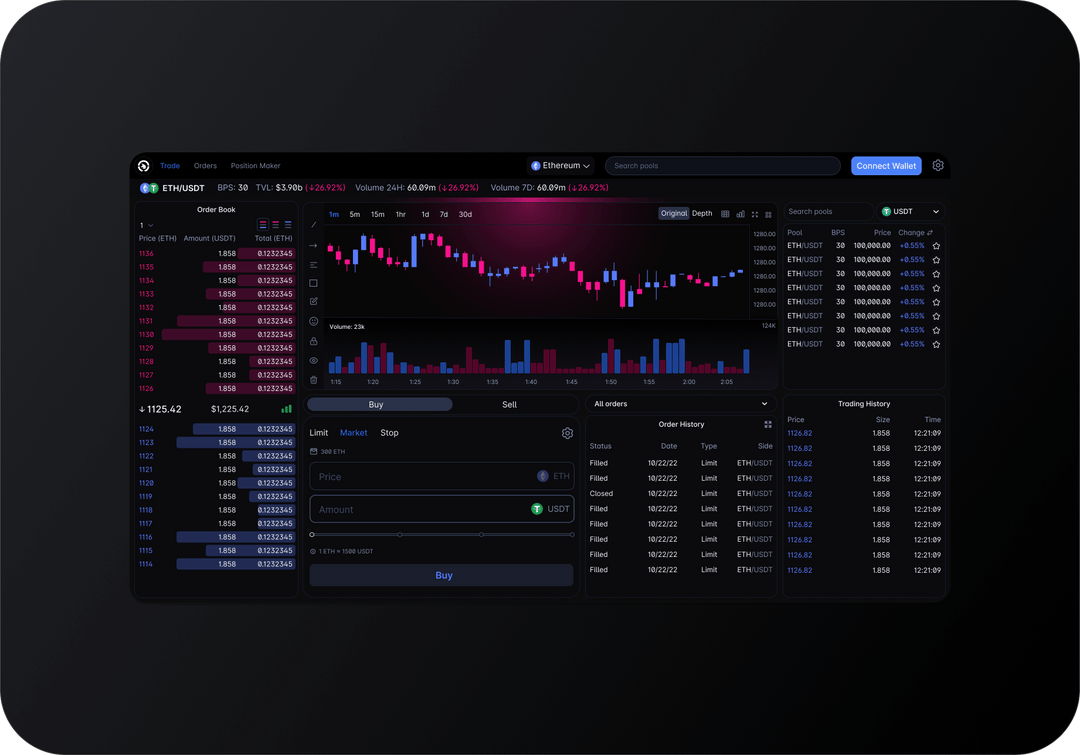 Trade Orders Position Maker Ethereum Search pools Connect Wallet
ETH/USDT BPS: 30 TVL: $3.90b (↓26.92%) Volume 24H: 60.09m (↓26.92%) Volume 7D: 60.09m (↓26.92%)
Order Book
1
Price (ETH) Amount (USDT) Total (ETH)
1136 1.858 0.1232345
1135 1.858 0.1232345
1134 1.858 0.1232345
1133 1.858 0.1232345
1132 1.858 0.1232345
1131 1.858 0.1232345
1130 1.858 0.1232345
1129 1.858 0.1232345
1128 1.858 0.1232345
1127 1.858 0.1232345
1126 1.858 0.1232345
↓1125.42 $1,225.42
1124 1.858 0.1232345
1123 1.858 0.1232345
1122 1.858 0.1232345
1121 1.858 0.1232345
1120 1.858 0.1232345
1119 1.858 0.1232345
1118 1.858 0.1232345
1117 1.858 0.1232345
1116 1.858 0.1232345
1115 1.858 0.1232345
1114 1.858 0.1232345
1m 5m 15m 1hr 1d 7d 30d Original Depth
1280.00
1280.00
1280.00
1280.00
1280.00
1280.00
Volume: 23k 124K
1:15 1:20 1:25 1:30 1:35 1:40 1:45 1:50 1:55 2:00 2:05
Search pools USDT
Pool BPS Price Change
ETH/USDT 30 100,000.00 +0.55%
ETH/USDT 30 100,000.00 +0.55%
ETH/USDT 30 100,000.00 +0.55%
ETH/USDT 30 100,000.00 +0.55%
ETH/USDT 30 100,000.00 +0.55%
ETH/USDT 30 100,000.00 +0.55%
ETH/USDT 30 100,000.00 +0.55%
ETH/USDT 30 100,000.00 +0.55%
Buy Sell
Limit Market Stop
300 ETH
Price ETH
Amount USDT
1 ETH ≈ 1500 USDT
Buy
All orders
Order History
Status Date Type Side
Filled 10/22/22 Limit ETH/USDT
Filled 10/22/22 Limit ETH/USDT
Closed 10/22/22 Limit ETH/USDT
Filled 10/22/22 Limit ETH/USDT
Filled 10/22/22 Limit ETH/USDT
Filled 10/22/22 Limit ETH/USDT
Filled 10/22/22 Limit ETH/USDT
Filled 10/22/22 Limit ETH/USDT
Trading History
Price Size Time
1126.82 1.858 12:21:09
1126.82 1.858 12:21:09
1126.82 1.858 12:21:09
1126.82 1.858 12:21:09
1126.82 1.858 12:21:09
1126.82 1.858 12:21:09
1126.82 1.858 12:21:09
1126.82 1.858 12:21:09
1126.82 1.858 12:21:09
1126.82 1.858 12:21:09